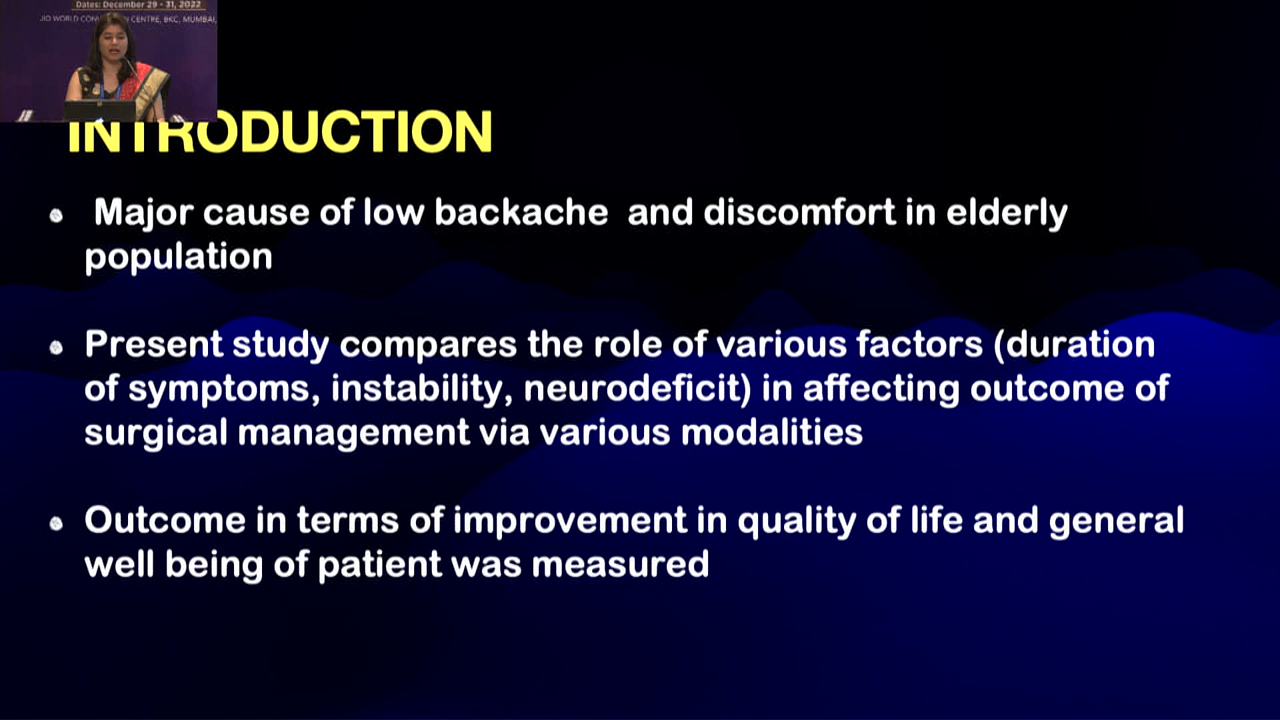 Dates: December 29 - 31, 2022
JIO WORLD CENTRE, BKC, MUMBAI,
INTRODUCTION
Major cause of low backache and discomfort in elderly
population
Present study compares the role of various factors (duration
of symptoms, instability, neurodeficit) in affecting outcome of
surgical management via various modalities
Outcome in terms of improvement in quality of life and general
well being of patient was measured